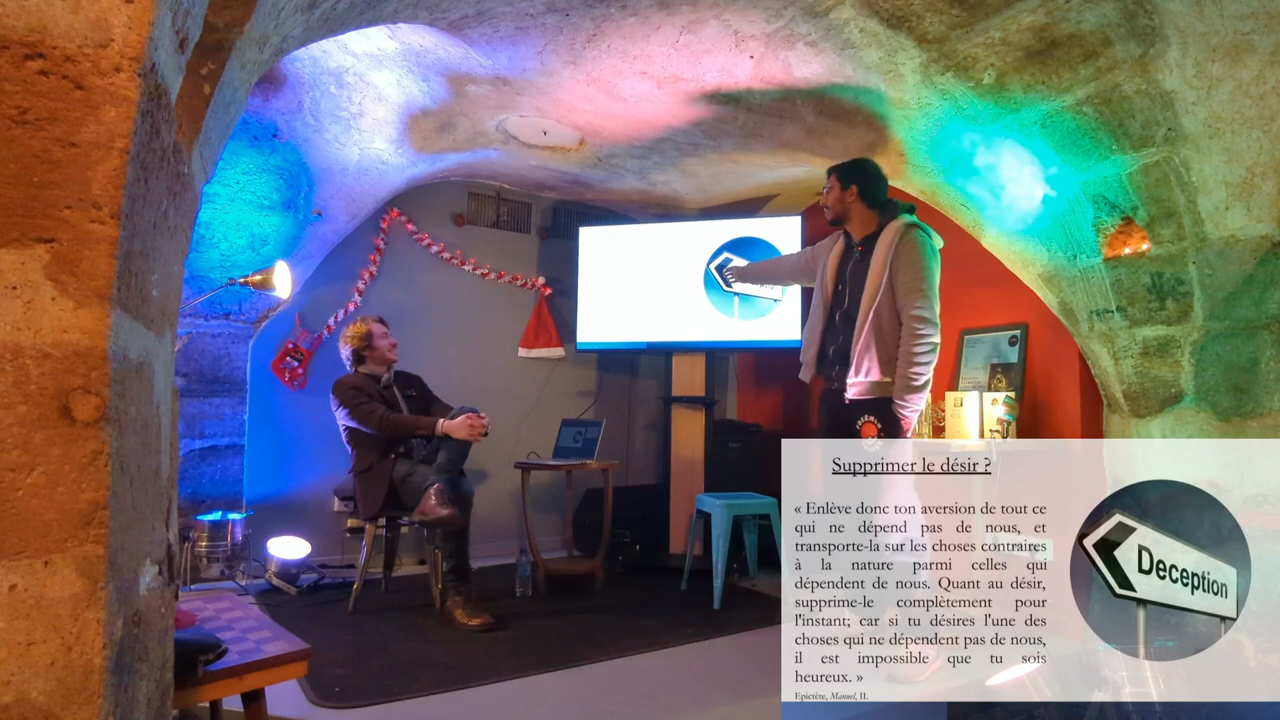 Supprimer le désir ?
« Enlève donc ton aversion de tout ce
qui ne dépend pas de nous, et
transporte-la sur les choses contraires
à la nature parmi celles qui
dépendent de nous. Quant au désir,
supprime-le complètement pour
l'instant; car si tu désires l'une des
choses qui ne dépendent pas de nous,
il est impossible que tu sois
heureux. »
Epictète, Manuel, II.
Deception